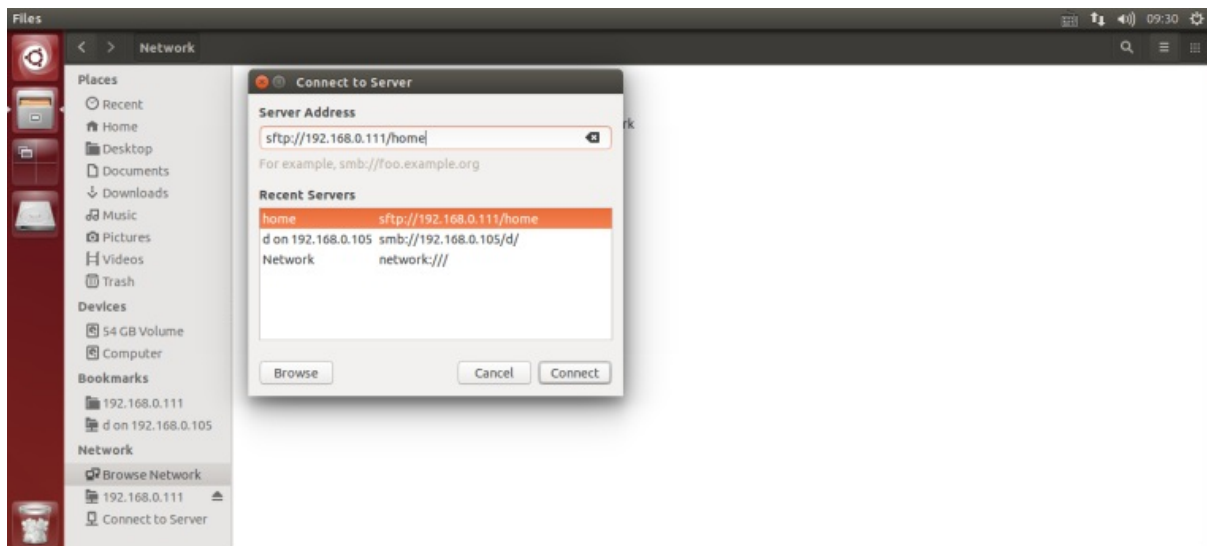 Files 09:30
Network
Places
Recent
Home
Desktop
Documents
Downloads
Music
Pictures
Videos
Trash
Devices
54 GB Volume
Computer
Bookmarks
192.168.0.111
d on 192.168.0.105
Network
Browse Network
192.168.0.111
Connect to Server
Connect to Server
Server Address
sftp://192.168.0.111/home
For example, smb://foo.example.org
Recent Servers
home sftp://192.168.0.111/home
d on 192.168.0.105 smb://192.168.0.105/d/
Network network:///
Browse Cancel Connect
rk